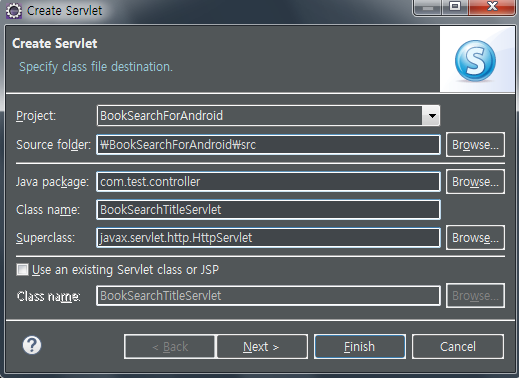 Create Servlet
Create Servlet
Specify class file destination.
S
Project: BookSearchForAndroid
Source folder: ₩BookSearchForAndroid₩src Browse...
Java package: com.test.controller Browse...
Class name: BookSearchTitleServlet
Superclass: javax.servlet.http.HttpServlet Browse...
Use an existing Servlet class or JSP
Class name: BookSearchTitleServlet Browse...
? < Back Next > Finish Cancel